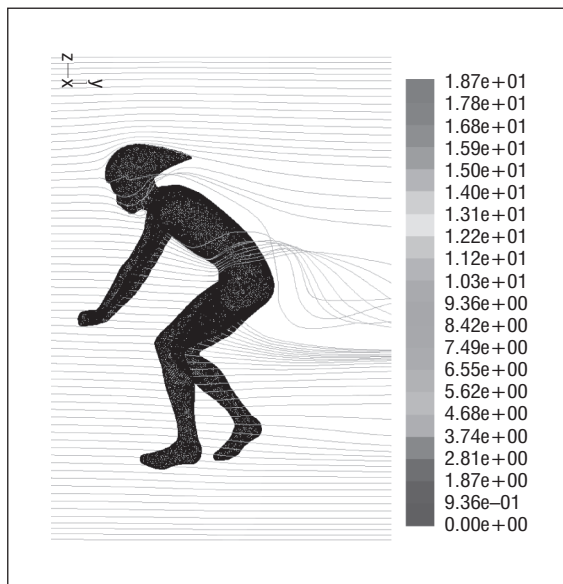 z
y
x
1.87e+01
1.78e+01
1.68e+01
1.59e+01
1.50e+01
1.40e+01
1.31e+01
1.22e+01
1.12e+01
1.03e+01
9.36e+00
8.42e+00
7.49e+00
6.55e+00
5.62e+00
4.68e+00
3.74e+00
2.81e+00
1.87e+00
9.36e–01
0.00e+00